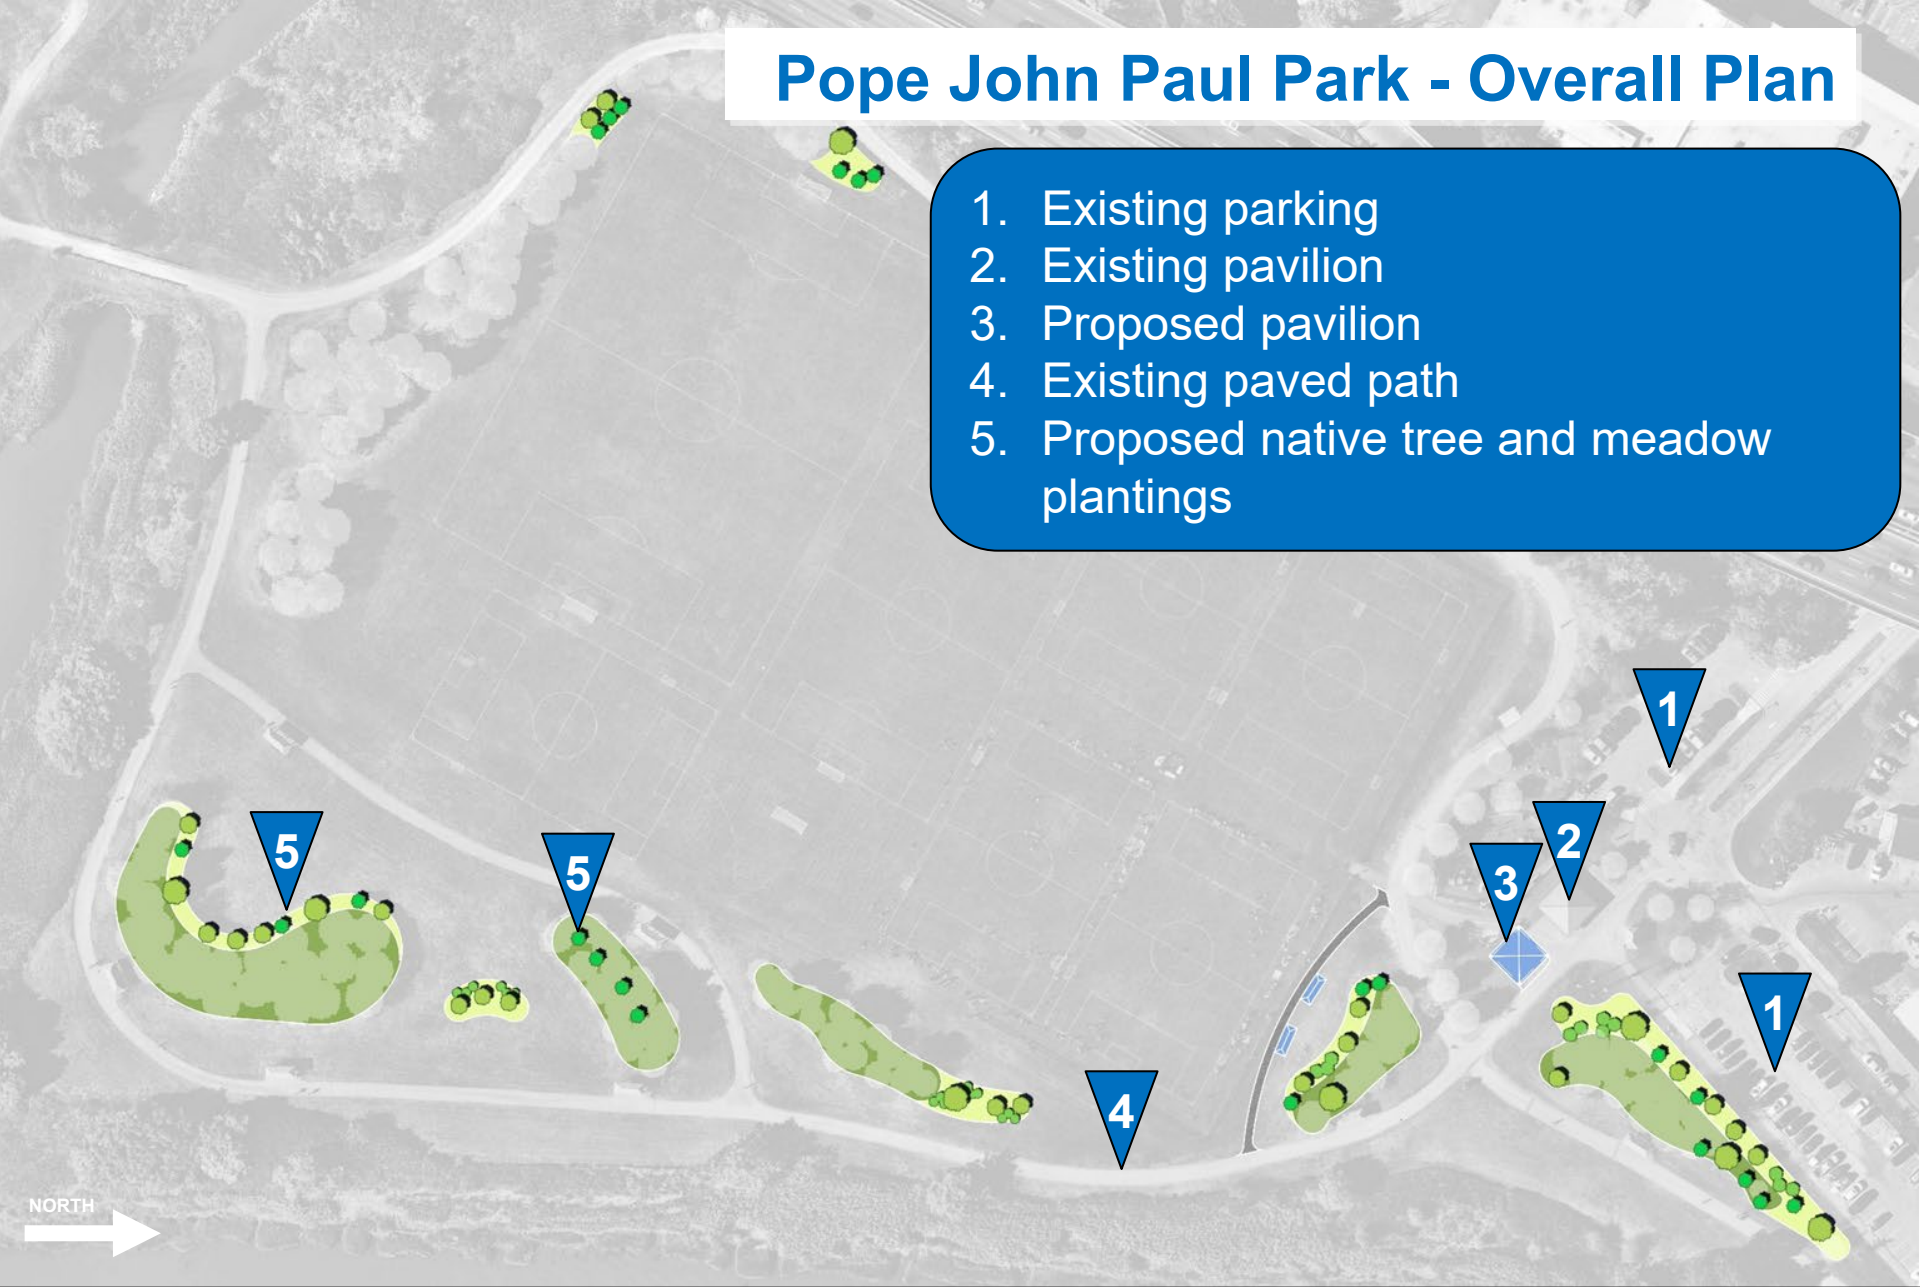 Pope John Paul Park - Overall Plan
1. Existing parking
2. Existing pavilion
3. Proposed pavilion
4. Existing paved path
5. Proposed native tree and meadow
plantings
1
2
3
5
5
1
4
NORTH